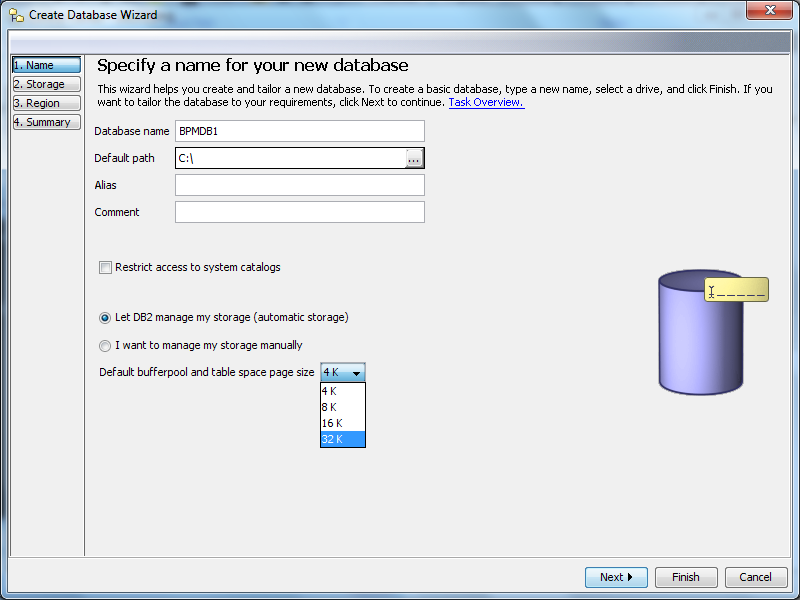 Create Database Wizard
1. Name
2. Storage
3. Region
4. Summary
Specify a name for your new database
This wizard helps you create and tailor a new database. To create a basic database, type a new name, select a drive, and click Finish. If you
want to tailor the database to your requirements, click Next to continue. Task Overview.
Database name BPMDB1
Default path C:\ ...
Alias
Comment
Restrict access to system catalogs
Let DB2 manage my storage (automatic storage)
I want to manage my storage manually
Default bufferpool and table space page size 4 K
4 K
8 K
16 K
32 K
Next Finish Cancel